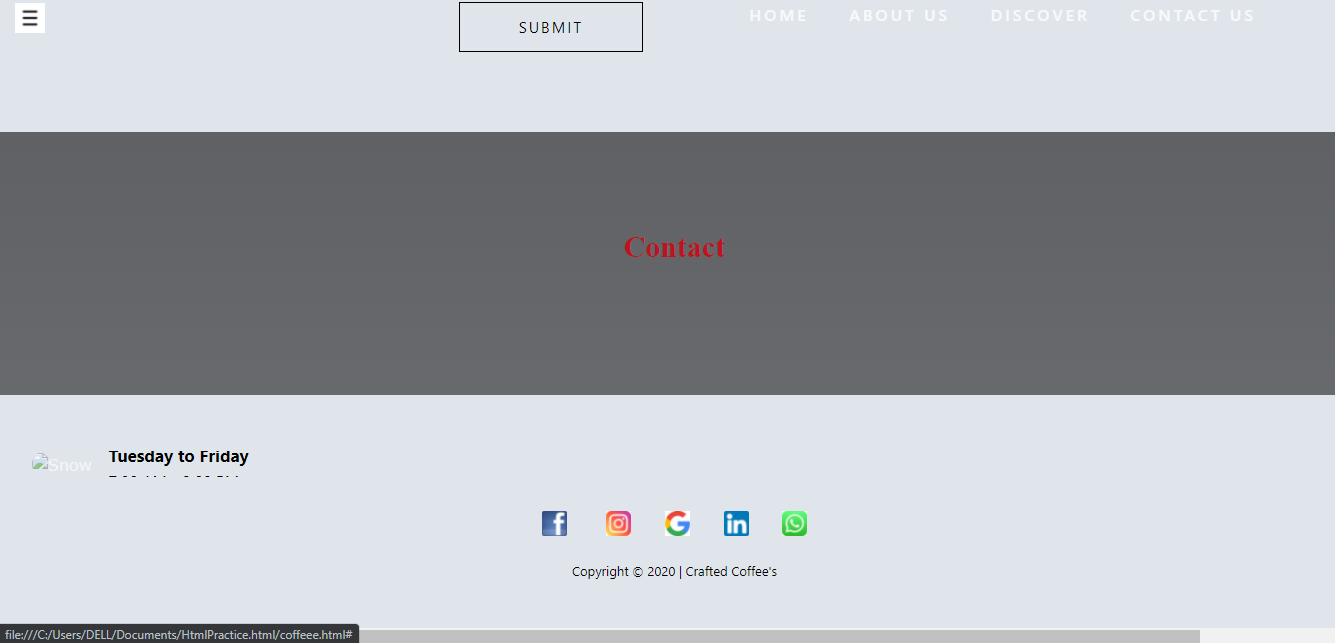 SUBMIT
HOME ABOUT US DISCOVER CONTACT US
Contact
Snow
Tuesday to Friday
Copyright © 2020 | Crafted Coffee's
file:///C:/Users/DELL/Documents/HtmlPractice.html/coffeee.html#